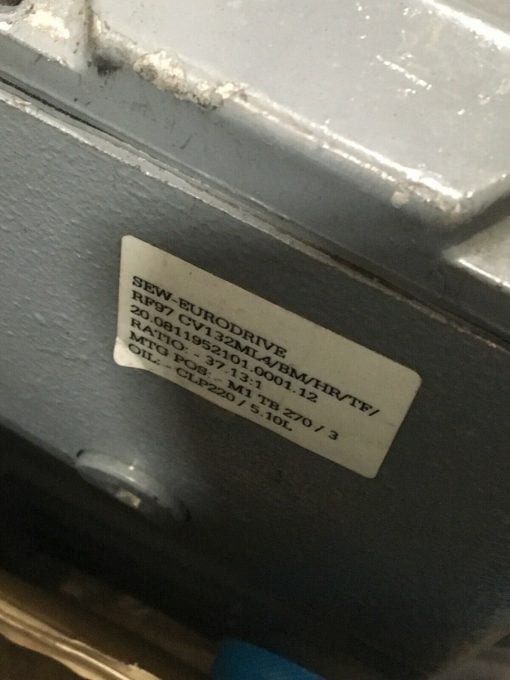 SEW-EURODRIVE
RF97 CV132ML4/BM/HR/TF/
20.0811952101.0001.12
RATIO: - 37.13:1
MTG POS: - M1 TB 270 / 3
OIL: - CLP220 / 5.10L